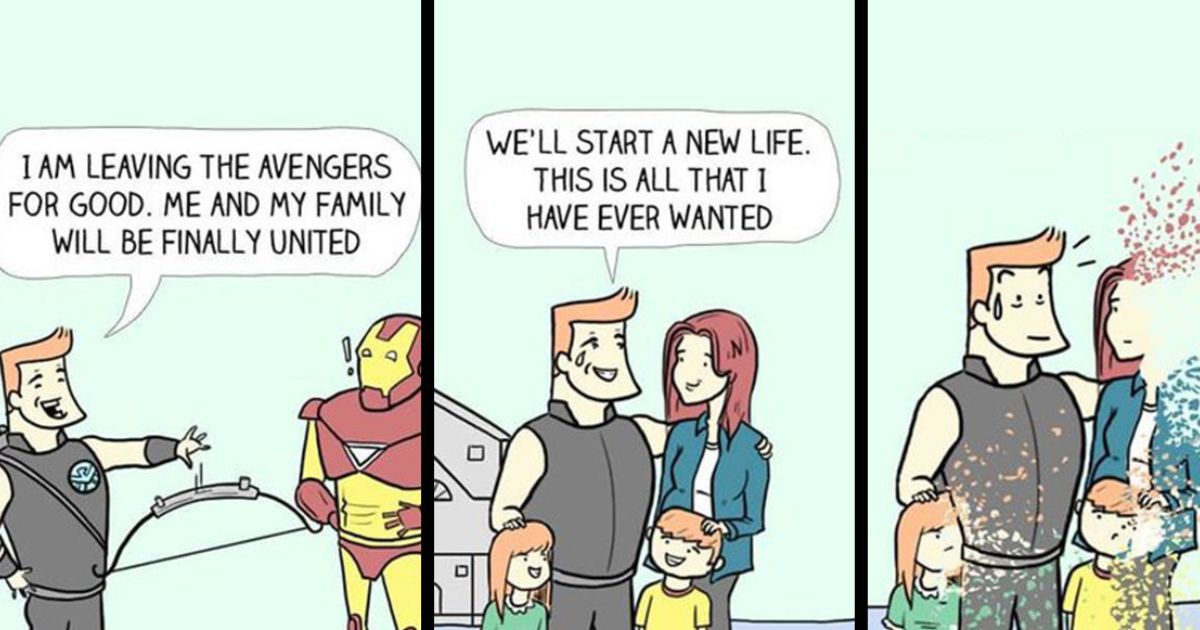 I AM LEAVING THE AVENGERS
FOR GOOD. ME AND MY FAMILY
WILL BE FINALLY UNITED
!
WE'LL START A NEW LIFE.
THIS IS ALL THAT I
HAVE EVER WANTED